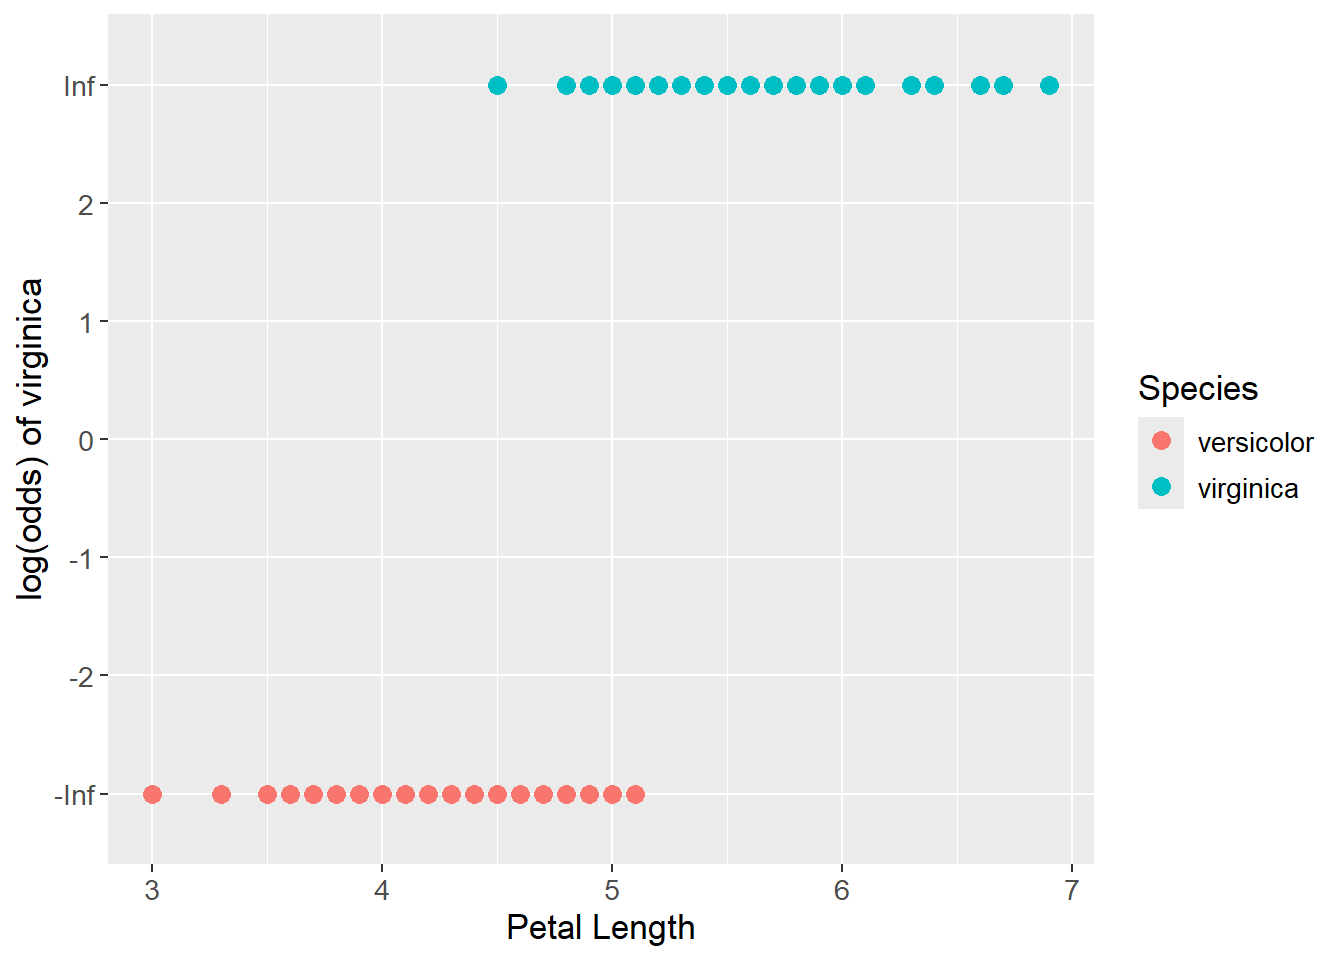 log(odds) of virginica
Inf
2
1
0
-1
-2
-Inf
3 4 5 6 7
Petal Length
Species
versicolor
virginica